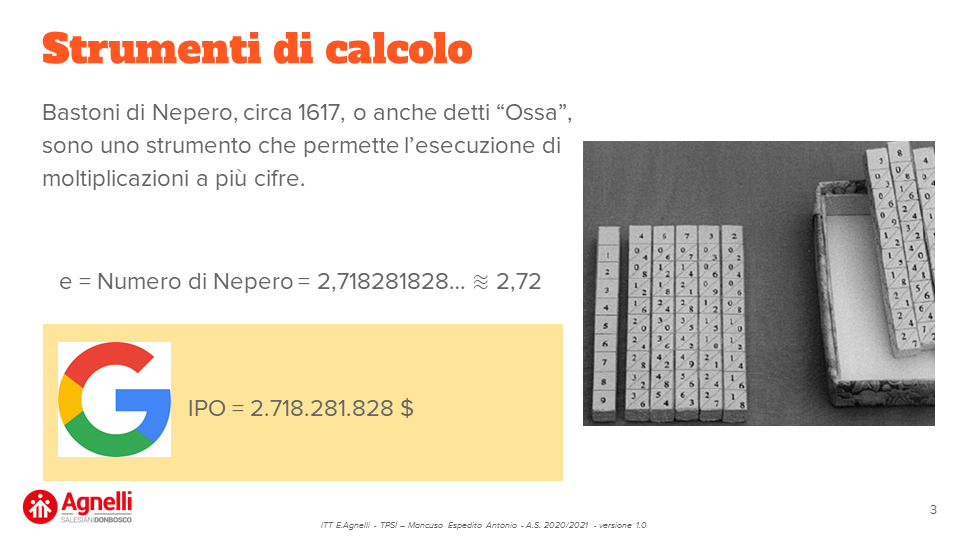 Strumenti di calcolo
Bastoni di Nepero, circa 1617, o anche detti “Ossa”,
sono uno strumento che permette l’esecuzione di
moltiplicazioni a più cifre.
e = Numero di Nepero = 2,718281828… ≈ 2,72
IPO = 2.718.281.828 $
Agnelli
SALESIANIDONBOSCO
ITT E.Agnelli - TPSI – Mancuso Espedito Antonio - A.S. 2020/2021 - versione 1.0
3